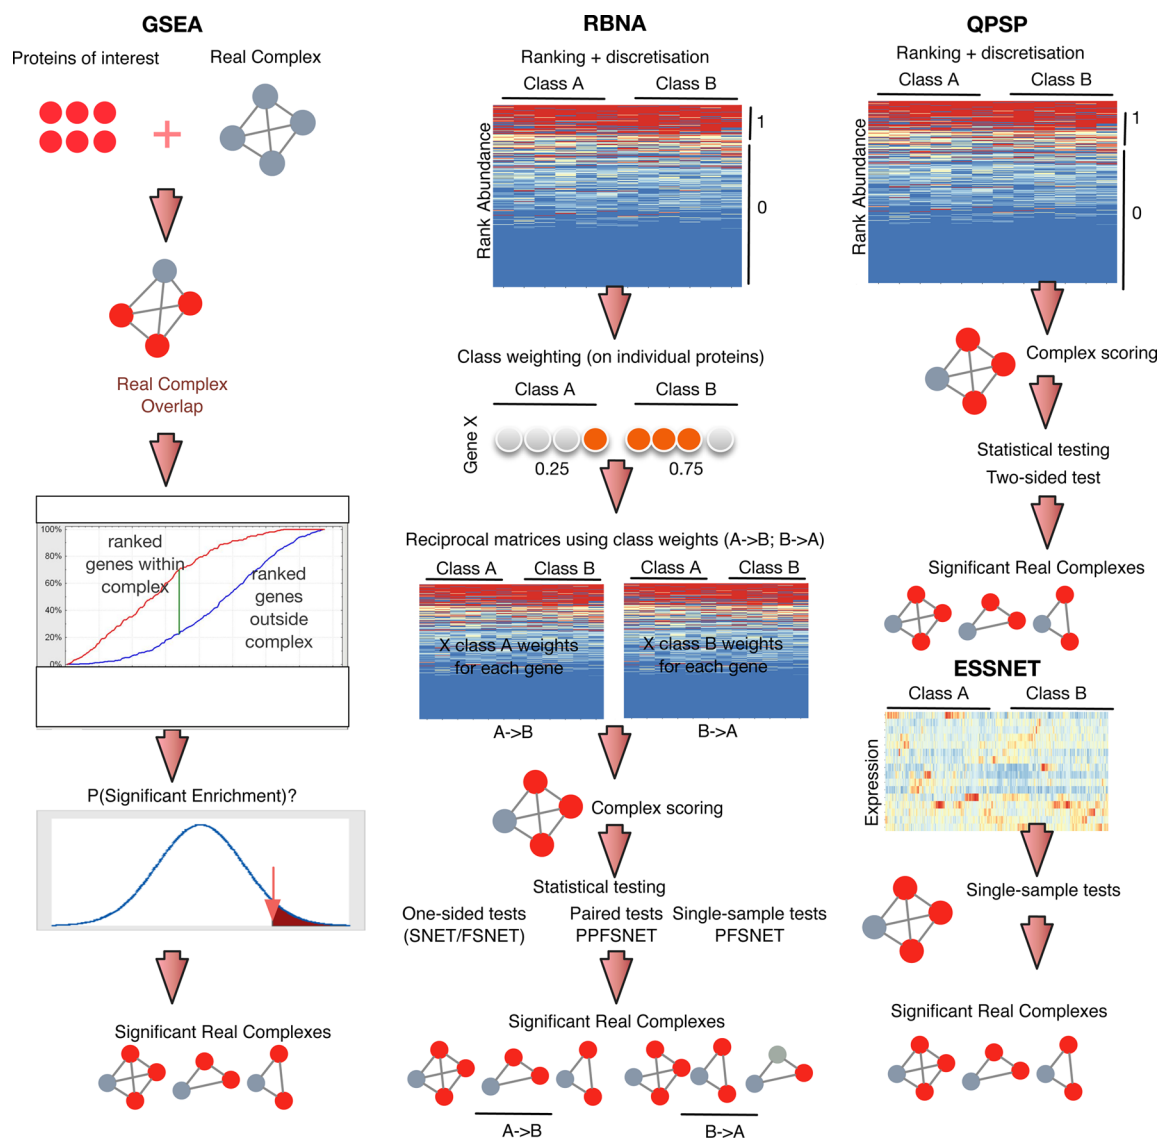 GSEA
Proteins of interest
Real Complex
Real Complex
Overlap
100%
80%
60%
40%
20%
0%
ranked
genes within
complex
ranked
genes
outside
complex
P(Significant Enrichment)?
Significant Real Complexes
RBNA
Ranking + discretisation
Class A
Class B
Rank Abundance
1
0
Class weighting (on individual proteins)
Class A
Class B
Gene X
0.25
0.75
Reciprocal matrices using class weights (A->B; B->A)
Class A
Class B
Class A
Class B
X class A weights
for each gene
X class B weights
for each gene
A->B
B->A
Complex scoring
Statistical testing
One-sided tests
(SNET/FSNET)
Paired tests
PPFSNET
Single-sample tests
PFSNET
Significant Real Complexes
A->B
B->A
QPSP
Ranking + discretisation
Class A
Class B
Rank Abundance
1
0
Complex scoring
Statistical testing
Two-sided test
Significant Real Complexes
ESSNET
Class A
Class B
Expression
Single-sample tests
Significant Real Complexes